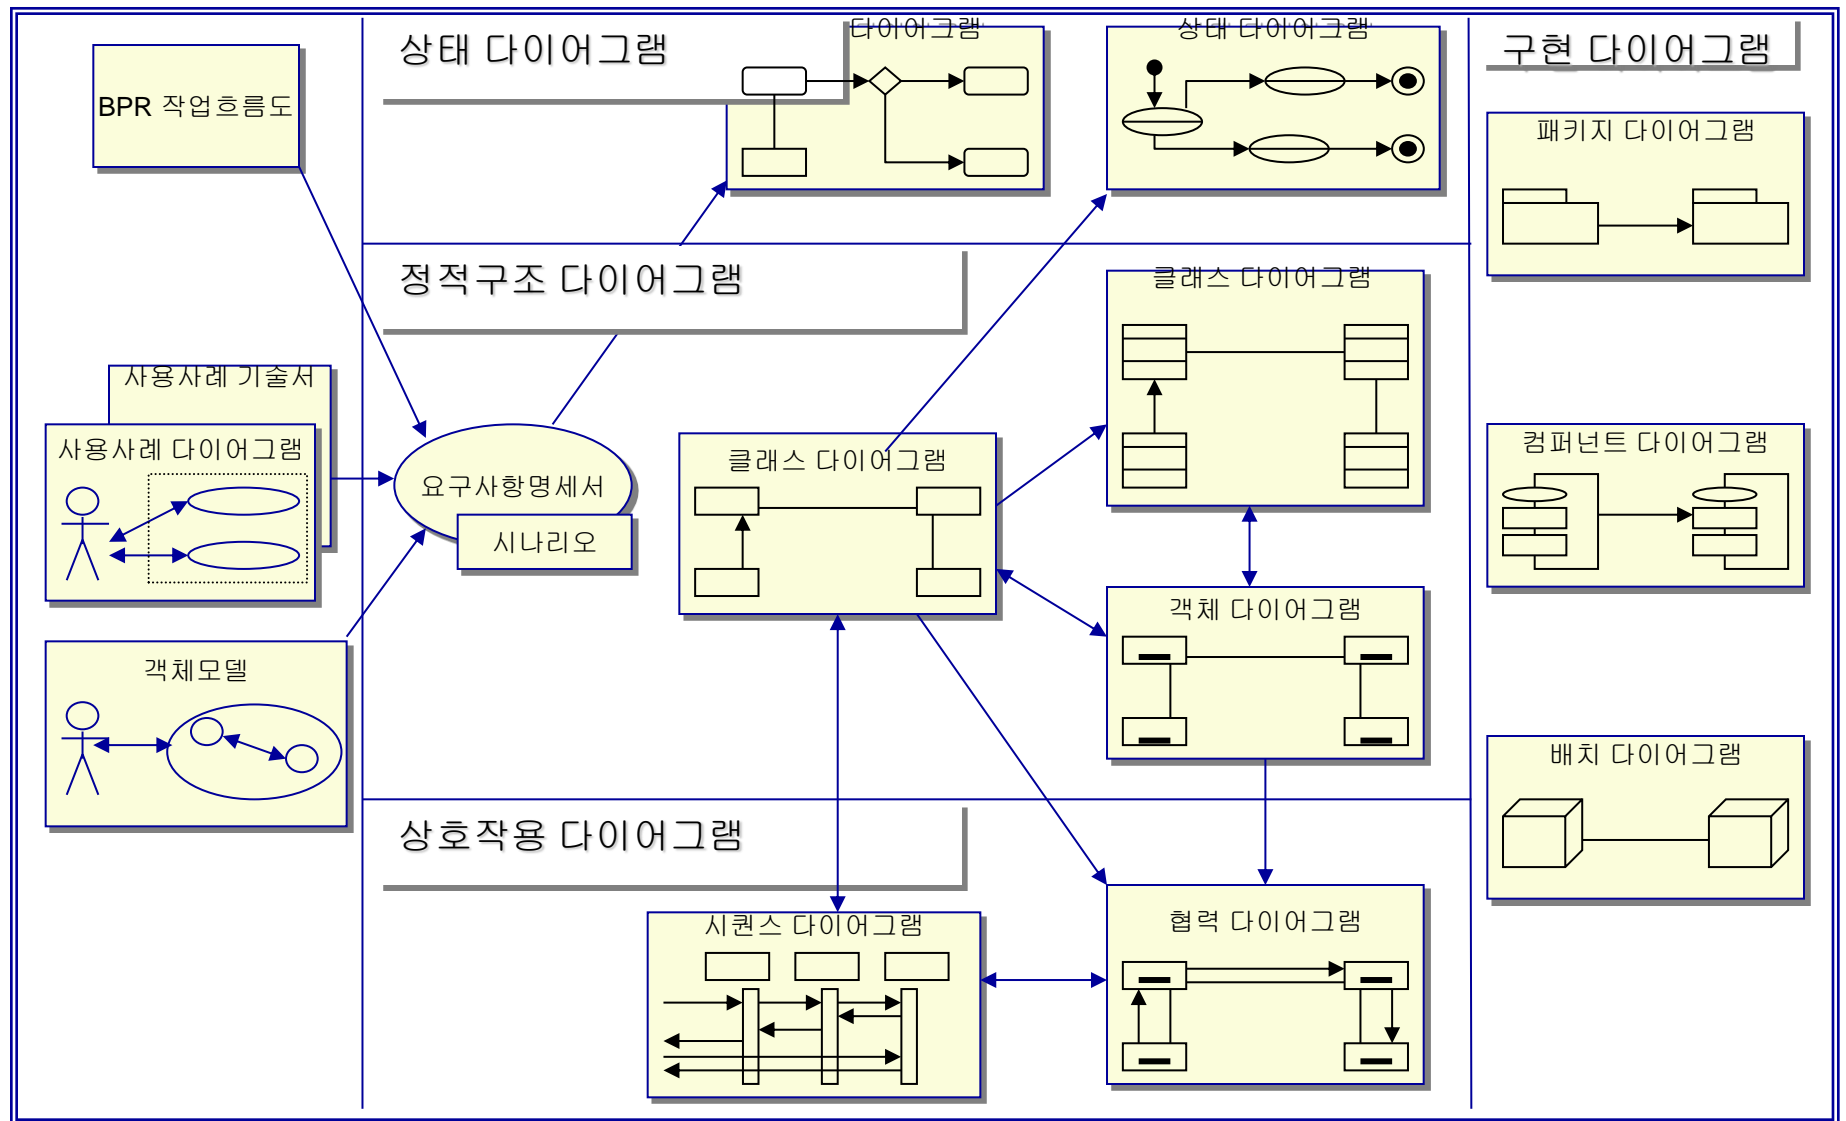 상태 다이어그램
다이어그램
상태 다이어그램
구현 다이어그램
BPR 작업흐름도
패키지 다이어그램
정적구조 다이어그램
클래스 다이어그램
사용사례 기술서
사용사례 다이어그램
요구사항명세서
시나리오
클래스 다이어그램
컴퍼넌트 다이어그램
객체 다이어그램
객체모델
배치 다이어그램
상호작용 다이어그램
시퀀스 다이어그램
협력 다이어그램